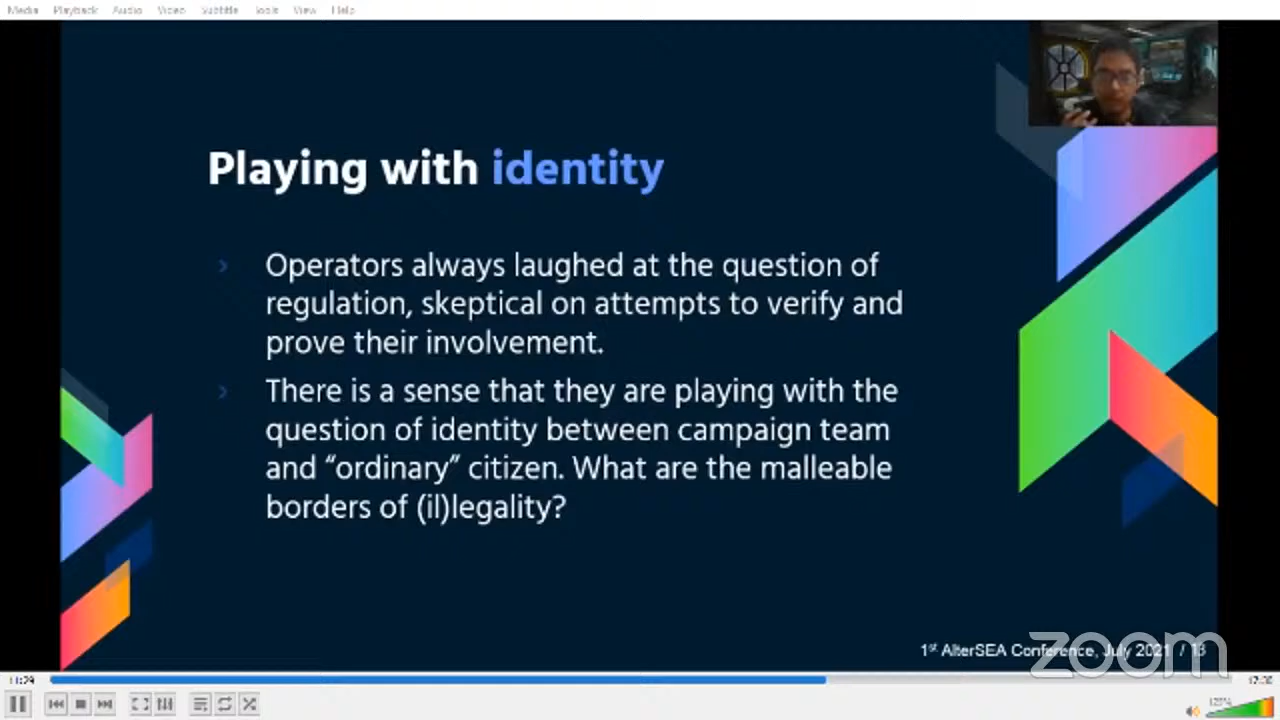 Media Playback Audio Video Subtitle Tools View Help
Playing with identity
› Operators always laughed at the question of
regulation, skeptical on attempts to verify and
prove their involvement.
› There is a sense that they are playing with the
question of identity between campaign team
and “ordinary” citizen. What are the malleable
borders of (il)legality?
1st AlterSEA Conference, July 2021 / 13
zoom
11:29